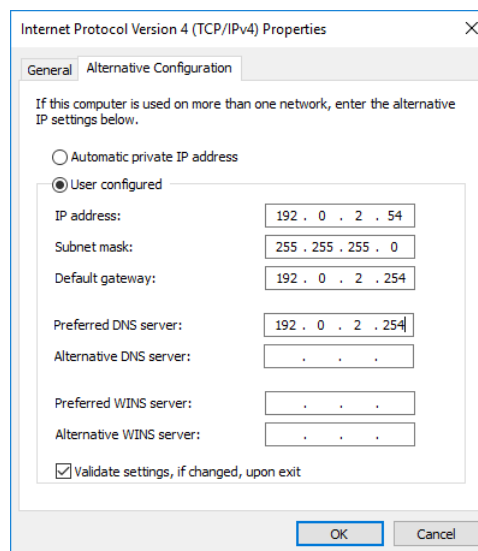 Internet Protocol Version 4 (TCP/IPv4) Properties
General Alternative Configuration
If this computer is used on more than one network, enter the alternative
IP settings below.
Automatic private IP address
User configured
IP address: 192 . 0 . 2 . 54
Subnet mask: 255 . 255 . 255 . 0
Default gateway: 192 . 0 . 2 . 254
Preferred DNS server: 192 . 0 . 2 . 254
Alternative DNS server: . . .
Preferred WINS server: . . .
Alternative WINS server: . . .
Validate settings, if changed, upon exit
OK Cancel